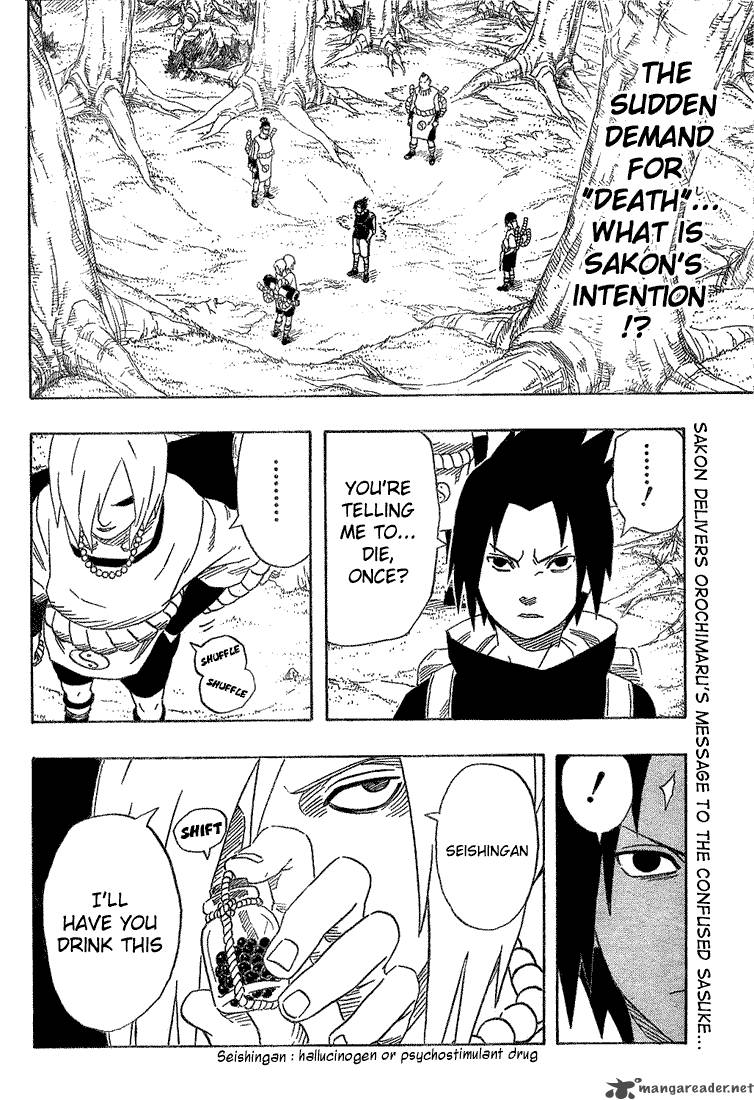 THE
SUDDEN
DEMAND
FOR
"DEATH"...
WHAT IS
SAKON'S
INTENTION
!?
SAKON DELIVERS OROCHIMARU'S MESSAGE TO THE CONFUSED SASUKE....
........!
YOU'RE
TELLING
ME TO...
DIE,
ONCE?
..........
SHUFFLE
SHUFFLE
!
SEISHINGAN
SHIFT
I'LL
HAVE YOU
DRINK THIS
Seishingan : hallucinogen or psychostimulant drug
mangareader.net